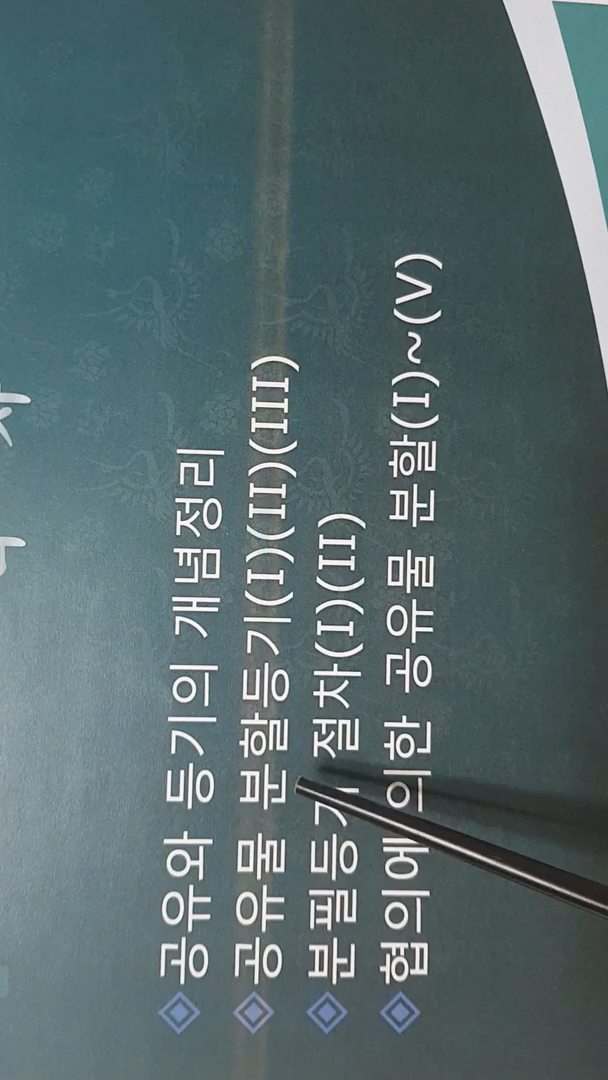 공유와 등기의 개념정리
공유물 분할등기(I)(II)(III)
분필등기 절차(I)(II)
협의에 의한 공유물 분할(I)~(V)